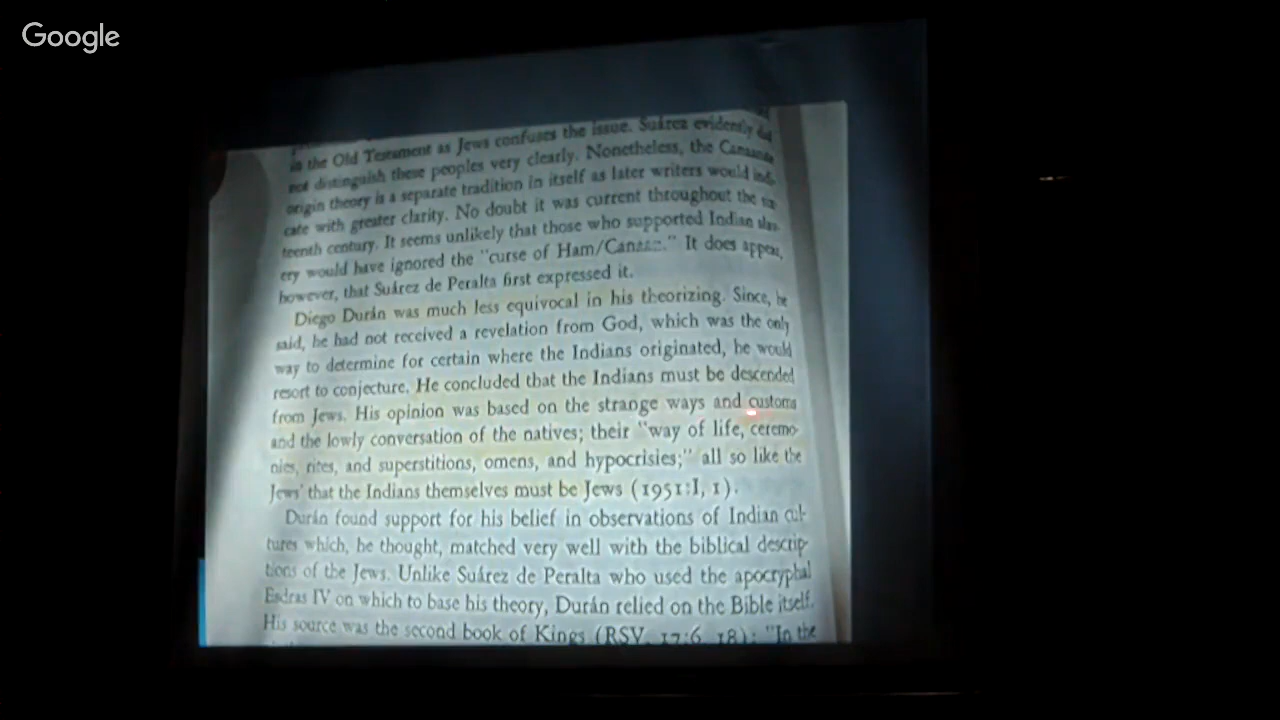 Google
in the Old Testament as Jews confuses the issue. Suárez evidently did
not distinguish these peoples very clearly. Nonetheless, the Canaanite
origin theory is a separate tradition in itself as later writers would indi-
cate with greater clarity. No doubt it was current throughout the six-
teenth century. It seems unlikely that those who supported Indian slav-
ery would have ignored the "curse of Ham/Canaan." It does appear,
however, that Suárez de Peralta first expressed it.
Diego Durán was much less equivocal in his theorizing. Since, he
said, he had not received a revelation from God, which was the only
way to determine for certain where the Indians originated, he would
resort to conjecture. He concluded that the Indians must be descended
from Jews. His opinion was based on the strange ways and customs
and the lowly conversation of the natives; their "way of life, ceremo-
nies, rites, and superstitions, omens, and hypocrisies;" all so like the
Jews' that the Indians themselves must be Jews (1951:I, 1).
Durán found support for his belief in observations of Indian cul-
tures which, he thought, matched very well with the biblical descrip-
tions of the Jews. Unlike Suárez de Peralta who used the apocryphal
Esdras IV on which to base his theory, Durán relied on the Bible itself.
His source was the second book of Kings (RSV, 17:6, 18): "In the